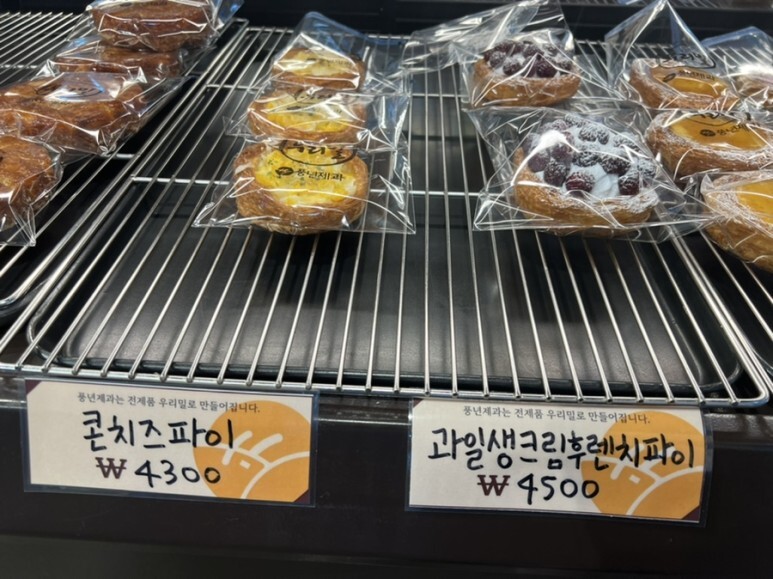 우리밀
풍년제과
풍년제과는 전제품 우리밀로 만들어집니다.
콘치즈파이
₩ 4300
풍년제과는 전제품 우리밀로 만들어집니다.
과일생크림후렌치파이
₩ 4500